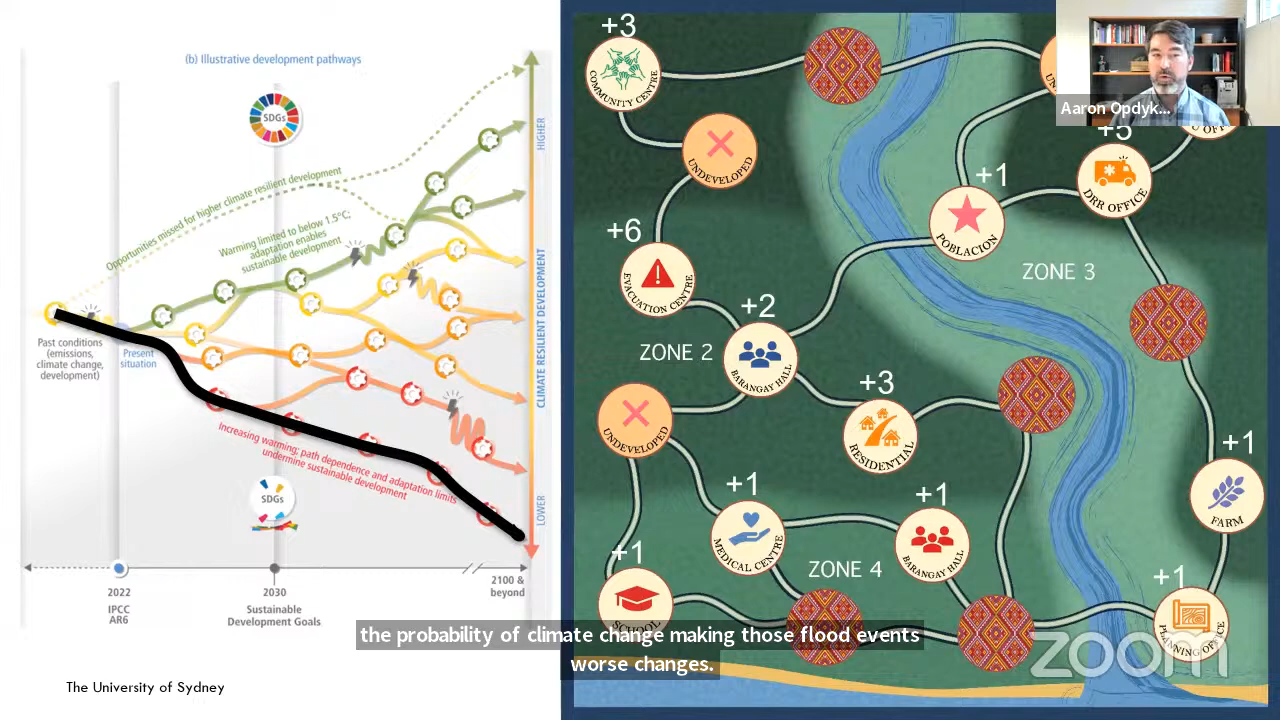 (b) Illustrative development pathways
SDGs
HIGHER
Opportunities missed for higher climate resilient development
Warming limited to below 1.5°C;
adaptation enables
sustainable development
CLIMATE RESILIENT DEVELOPMENT
Past conditions
(emissions,
climate change,
development)
Present
situation
Increasing warming; path dependence and adaptation limits
undermine sustainable development
SDGs
LOWER
2022
IPCC
AR6
2030
Sustainable
Development Goals
2100 &
beyond
The University of Sydney
+3
COMMUNITY CENTRE
UNDEVELOPED
+6
EVACUATION CENTRE
ZONE 2
+2
BARANGAY HALL
+3
RESIDENTIAL
UNDEVELOPED
+1
MEDICAL CENTRE
+1
BARANGAY HALL
ZONE 4
+1
SCHOOL
+1
POBLACION
ZONE 3
+5
DRR OFFICE
+1
FARM
+1
PLANNING OFFICE
Aaron Opdyk...
the probability of climate change making those flood events
worse changes.
zoom